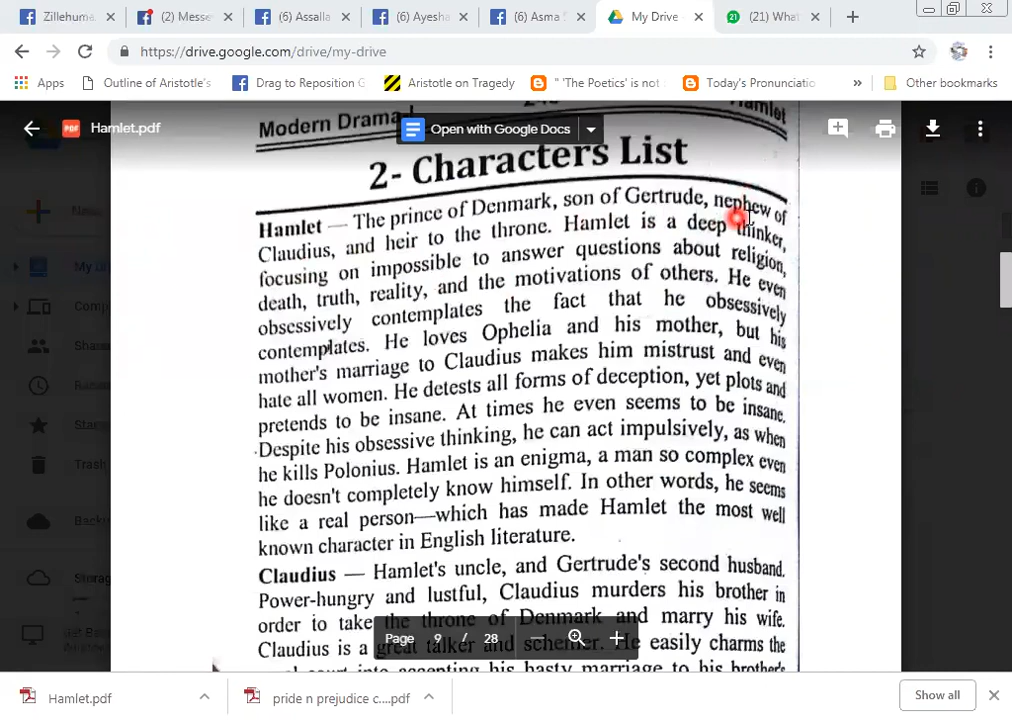 Zillehuma.
(2) Messe
(6) Assalla
(6) Ayesha
(6) Asma
My Drive -
(21) What
https://drive.google.com/drive/my-drive
Apps
Outline of Aristotle's
Drag to Reposition
Aristotle on Tragedy
" 'The Poetics' is not
Today's Pronunciatio
Other bookmarks
PDF Hamlet.pdf
Open with Google Docs
Modern Drama
Hamlet
2- Characters List
Hamlet — The prince of Denmark, son of Gertrude, nephew of
Claudius, and heir to the throne. Hamlet is a deep thinker,
focusing on impossible to answer questions about religion,
death, truth, reality, and the motivations of others. He even
obsessively contemplates the fact that he obsessively
contemplates. He loves Ophelia and his mother, but his
mother's marriage to Claudius makes him mistrust and even
hate all women. He detests all forms of deception, yet plots and
pretends to be insane. At times he even seems to be insane.
Despite his obsessive thinking, he can act impulsively, as when
he kills Polonius. Hamlet is an enigma, a man so complex even
he doesn't completely know himself. In other words, he seems
like a real person—which has made Hamlet the most well
known character in English literature.
Claudius — Hamlet's uncle, and Gertrude's second husband.
Power-hungry and lustful, Claudius murders his brother in
order to take the throne of Denmark and marry his wife.
Claudius is a great talker and schemer. He easily charms the
court into accepting his hasty marriage to his brother's
Page 9 / 28
Hamlet.pdf
pride n prejudice c....pdf
Show all